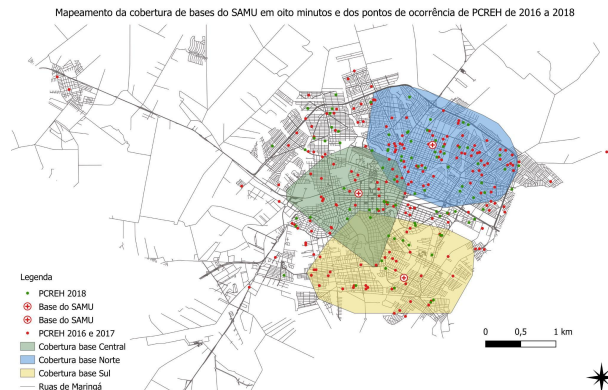 Mapeamento da cobertura de bases do SAMU em oito minutos e dos pontos de ocorrência de PCREH de 2016 a 2018
Legenda
PCREH 2018
Base do SAMU
Base do SAMU
PCREH 2016 e 2017
Cobertura base Central
Cobertura base Norte
Cobertura base Sul
Ruas de Maringá
0 0,5 1 km